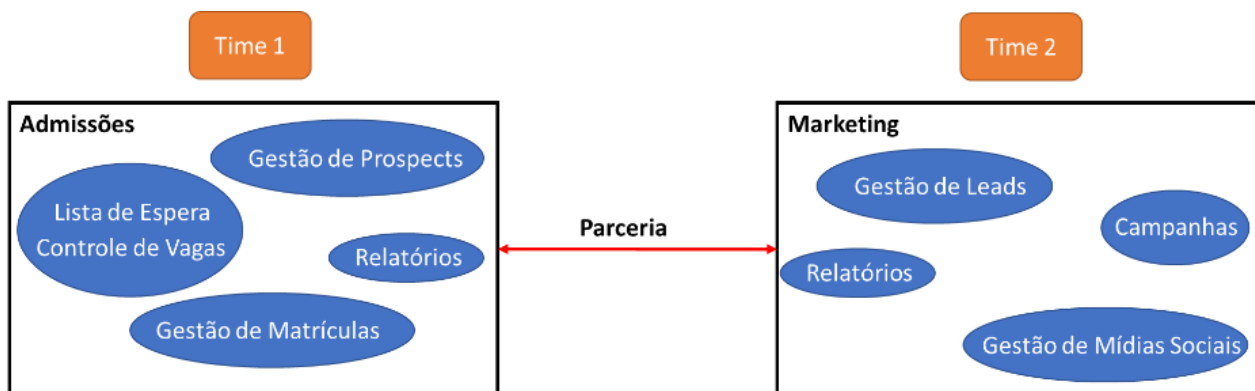 Time 1
Time 2
Admissões
Gestão de Prospects
Lista de Espera
Controle de Vagas
Relatórios
Gestão de Matrículas
Parceria
Marketing
Gestão de Leads
Campanhas
Relatórios
Gestão de Mídias Sociais